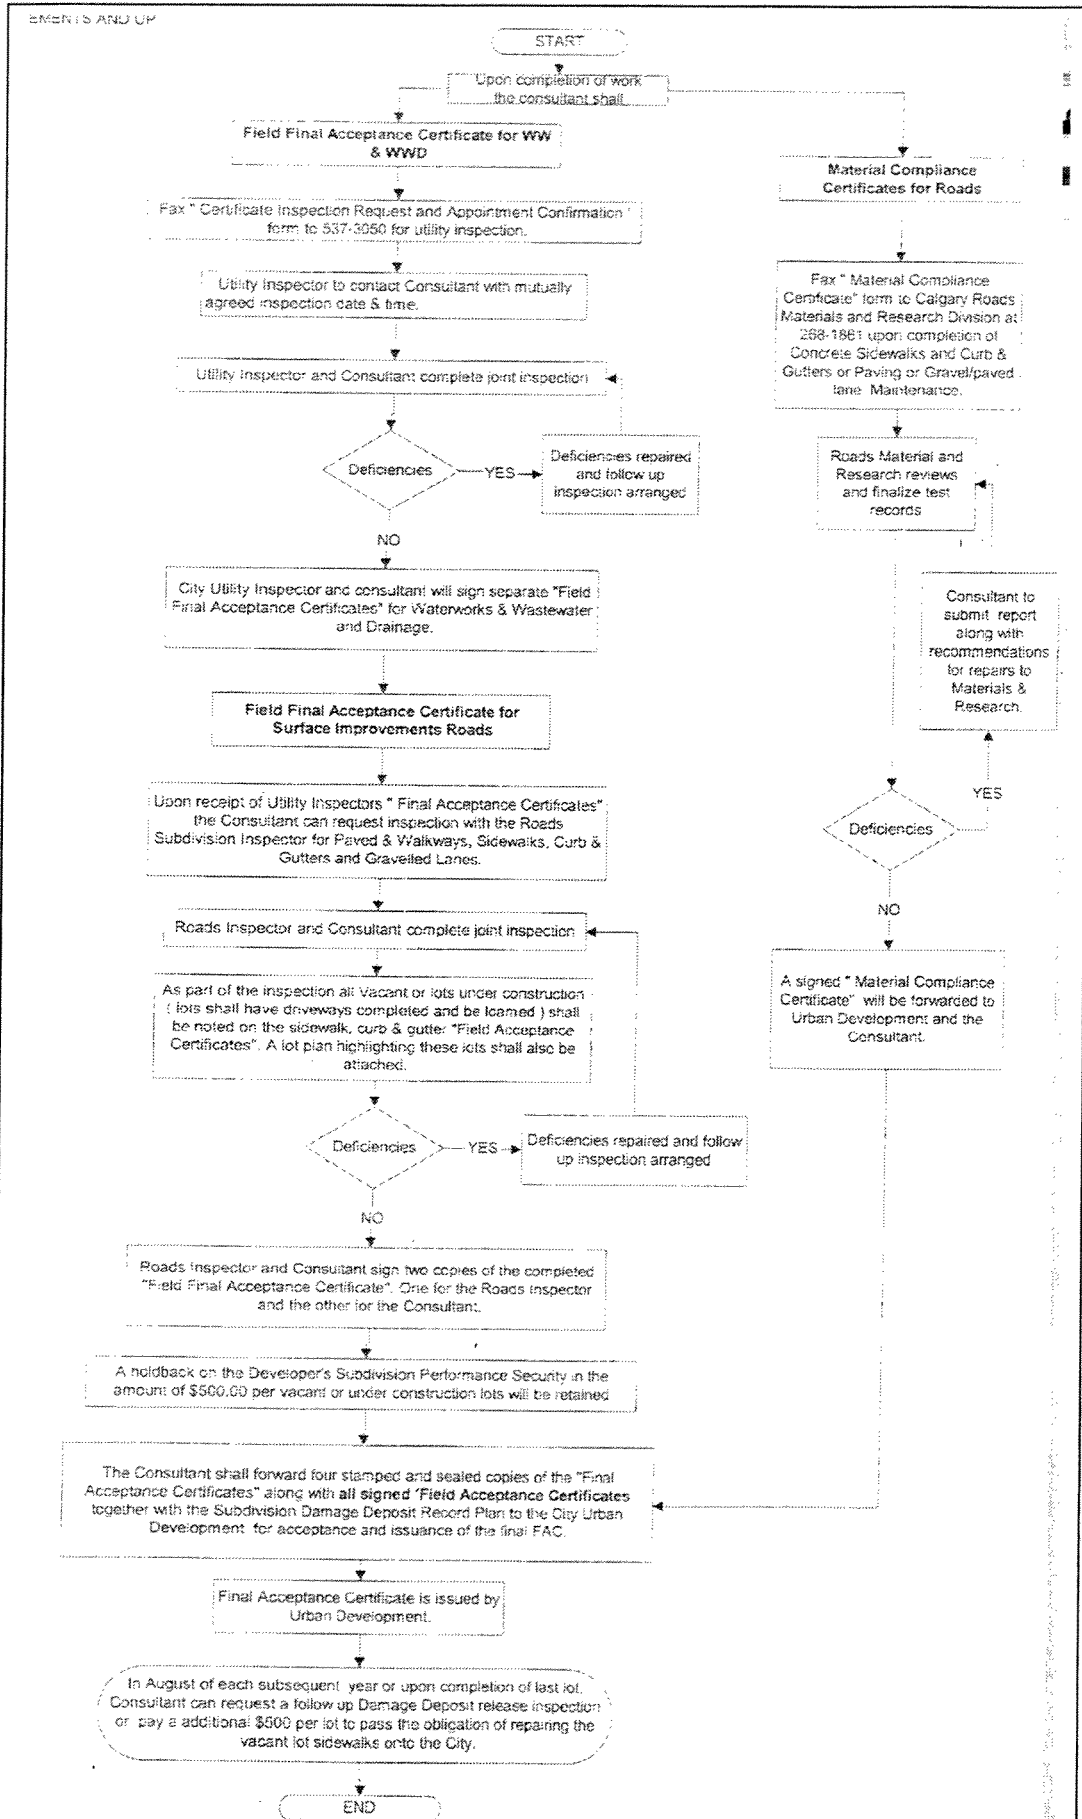 EMENTS AND UP
START
Upon completion of work
the consultant shall
Field Final Acceptance Certificate for WW
& WWD
Fax " Certificate Inspection Request and Appointment Confirmation "
form to 537-3050 for utility inspection.
Utility Inspector to contact Consultant with mutually
agreed inspection date & time.
Utility Inspector and Consultant complete joint inspection
Deficiencies
YES
Deficiencies repaired
and follow up
inspection arranged
NO
City Utility Inspector and consultant will sign separate "Field
Final Acceptance Certificates" for Waterworks & Wastewater
and Drainage.
Field Final Acceptance Certificate for
Surface Improvements Roads
Upon receipt of Utility Inspectors " Final Acceptance Certificates"
the Consultant can request inspection with the Roads
Subdivision Inspector for Paved & Walkways, Sidewalks, Curb &
Gutters and Gravelled Lanes.
Roads Inspector and Consultant complete joint inspection
As part of the inspection all Vacant or lots under construction
( lots shall have driveways completed and be loamed ) shall
be noted on the sidewalk, curb & gutter "Field Acceptance
Certificates". A lot plan highlighting these lots shall also be
attached.
Deficiencies
YES
Deficiencies repaired and follow
up inspection arranged
NO
Roads Inspector and Consultant sign two copies of the completed
"Field Final Acceptance Certificate". One for the Roads Inspector
and the other for the Consultant.
A holdback on the Developer's Subdivision Performance Security in the
amount of $500.00 per vacant or under construction lots will be retained
Material Compliance
Certificates for Roads
Fax " Material Compliance
Certificate" form to Calgary Roads
Materials and Research Division at
268-1861 upon completion of
Concrete Sidewalks and Curb &
Gutters or Paving or Gravel/paved
lane Maintenance.
Roads Material and
Research reviews
and finalize test
records
Consultant to
submit report
along with
recommendations
for repairs to
Materials &
Research.
YES
Deficiencies
NO
A signed " Material Compliance
Certificate" will be forwarded to
Urban Development and the
Consultant.
The Consultant shall forward four stamped and sealed copies of the "Final
Acceptance Certificates" along with all signed "Field Acceptance Certificates
together with the Subdivision Damage Deposit Record Plan to the City Urban
Development for acceptance and issuance of the final FAC.
Final Acceptance Certificate is issued by
Urban Development.
In August of each subsequent year or upon completion of last lot.
Consultant can request a follow up Damage Deposit release inspection
or pay a additional $500 per lot to pass the obligation of repairing the
vacant lot sidewalks onto the City.
END